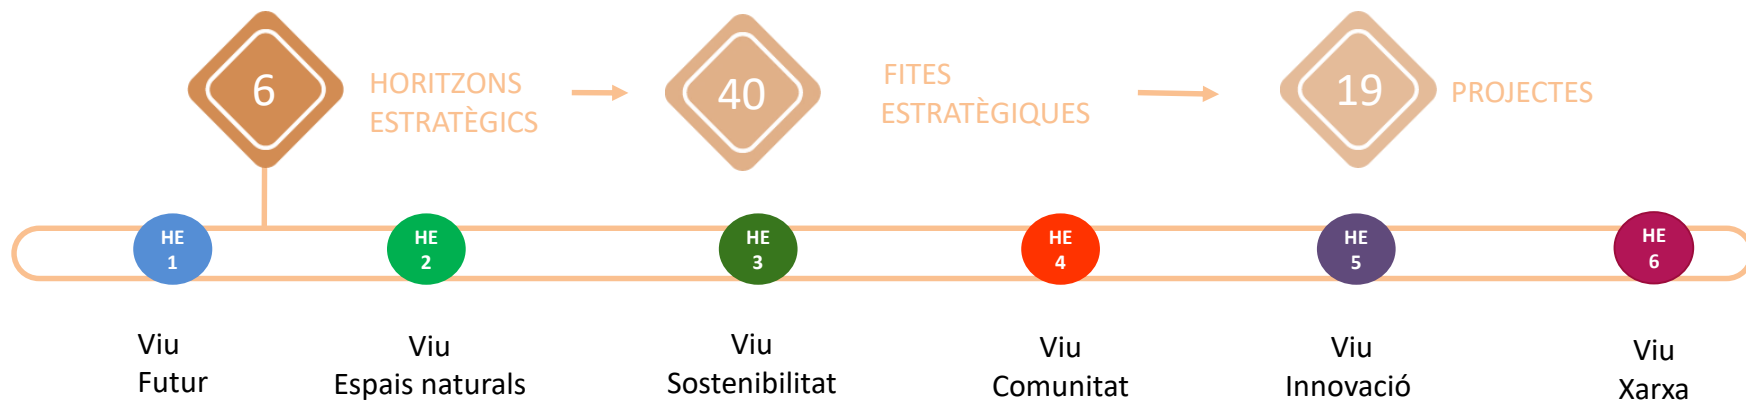 6
HORITZONS
ESTRATÈGICS
40
FITES
ESTRATÈGIQUES
19
PROJECTES
HE
1
HE
2
HE
3
HE
4
HE
5
HE
6
Viu
Futur
Viu
Espais naturals
Viu
Sostenibilitat
Viu
Comunitat
Viu
Innovació
Viu
Xarxa